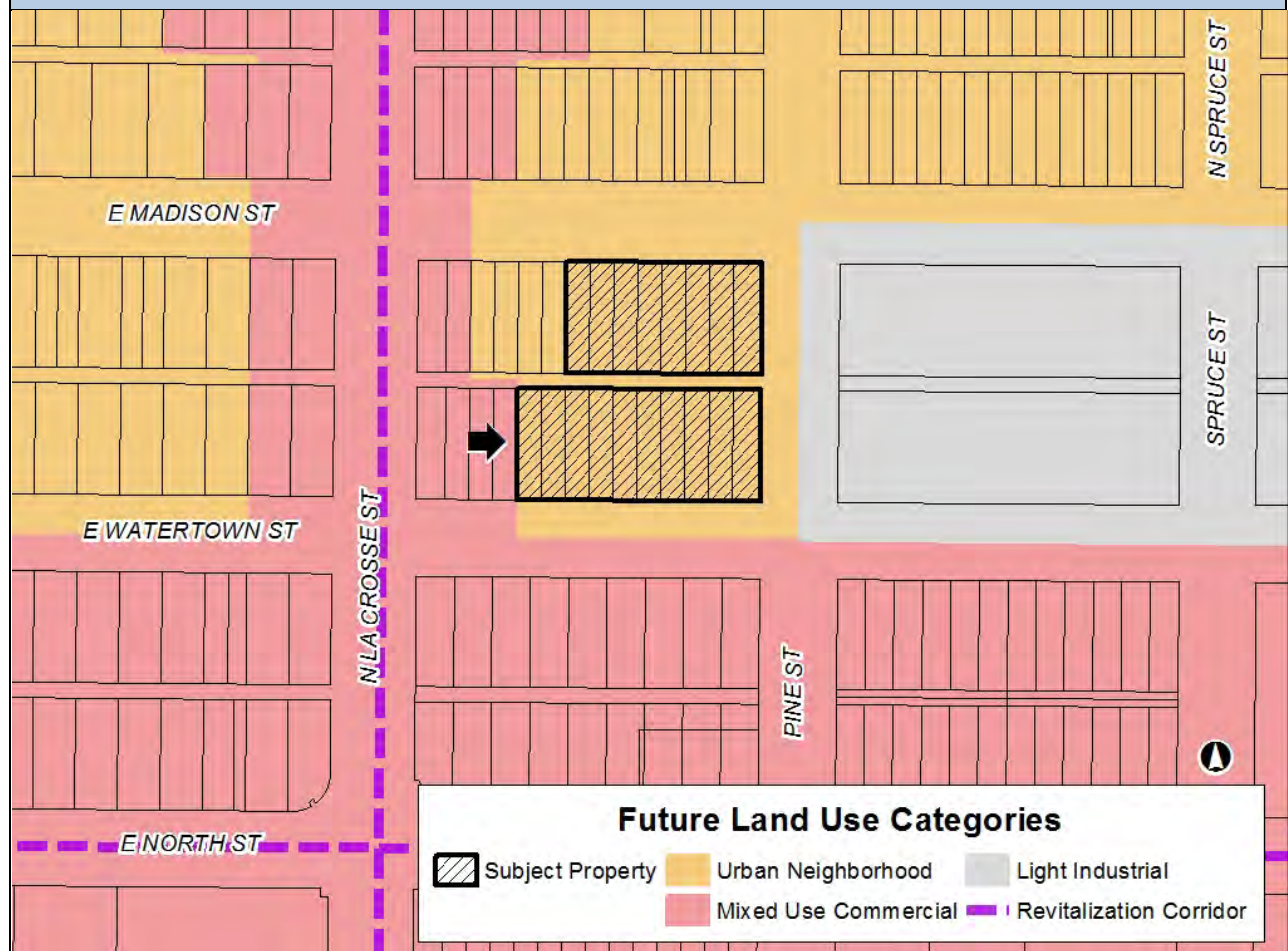 N SPRUCE ST
E MADISON ST
SPRUCE ST
E WATERTOWN ST
N LA CROSSE ST
PINE ST
E NORTH ST
Future Land Use Categories
Subject Property
Urban Neighborhood
Light Industrial
Mixed Use Commercial
Revitalization Corridor